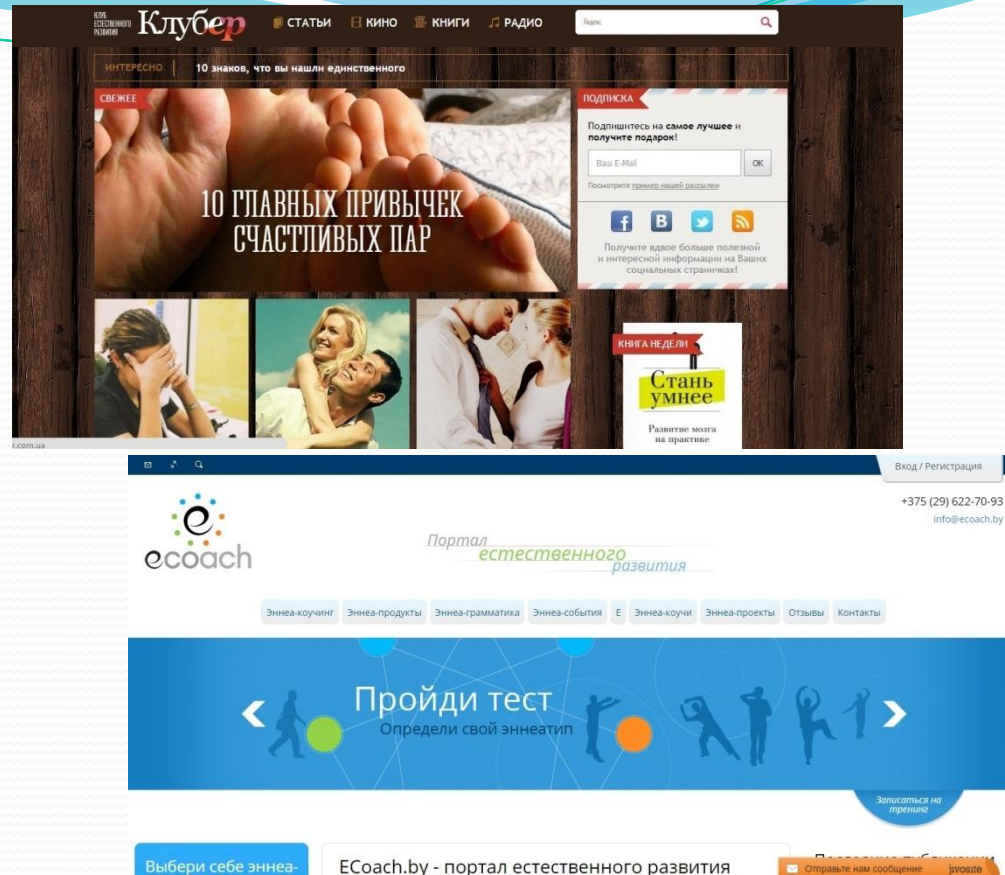 КЛУБ
ЕСТЕСТВЕННОГО
РАЗВИТИЯ
Клубер
СТАТЬИ КИНО КНИГИ РАДИО
Яндекс
ИНТЕРЕСНО 10 знаков, что вы нашли единственного
СВЕЖЕЕ
10 ГЛАВНЫХ ПРИВЫЧЕК
СЧАСТЛИВЫХ ПАР
ПОДПИСКА
Подпишитесь на самое лучшее и
получите подарок!
Ваш E-Mail OK
Посмотрите пример нашей рассылки
Получите вдвое больше полезной
и интересной информации на Ваших
социальных страничках!
КНИГА НЕДЕЛИ
Стань
умнее
Развитие мозга
на практике
r.com.ua
Вход / Регистрация
+375 (29) 622-70-93
info@ecoach.by
e
ecoach
Портал
естественного
развития
Эннеа-коучинг Эннеа-продукты Эннеа-грамматика Эннеа-события E Эннеа-коучи Эннеа-проекты Отзывы Контакты
Пройди тест
Определи свой эннеатип
Записаться на
тренинг
Выбери себе эннеа-
ECoach.by - портал естественного развития
Отправьте нам сообщение jivosite